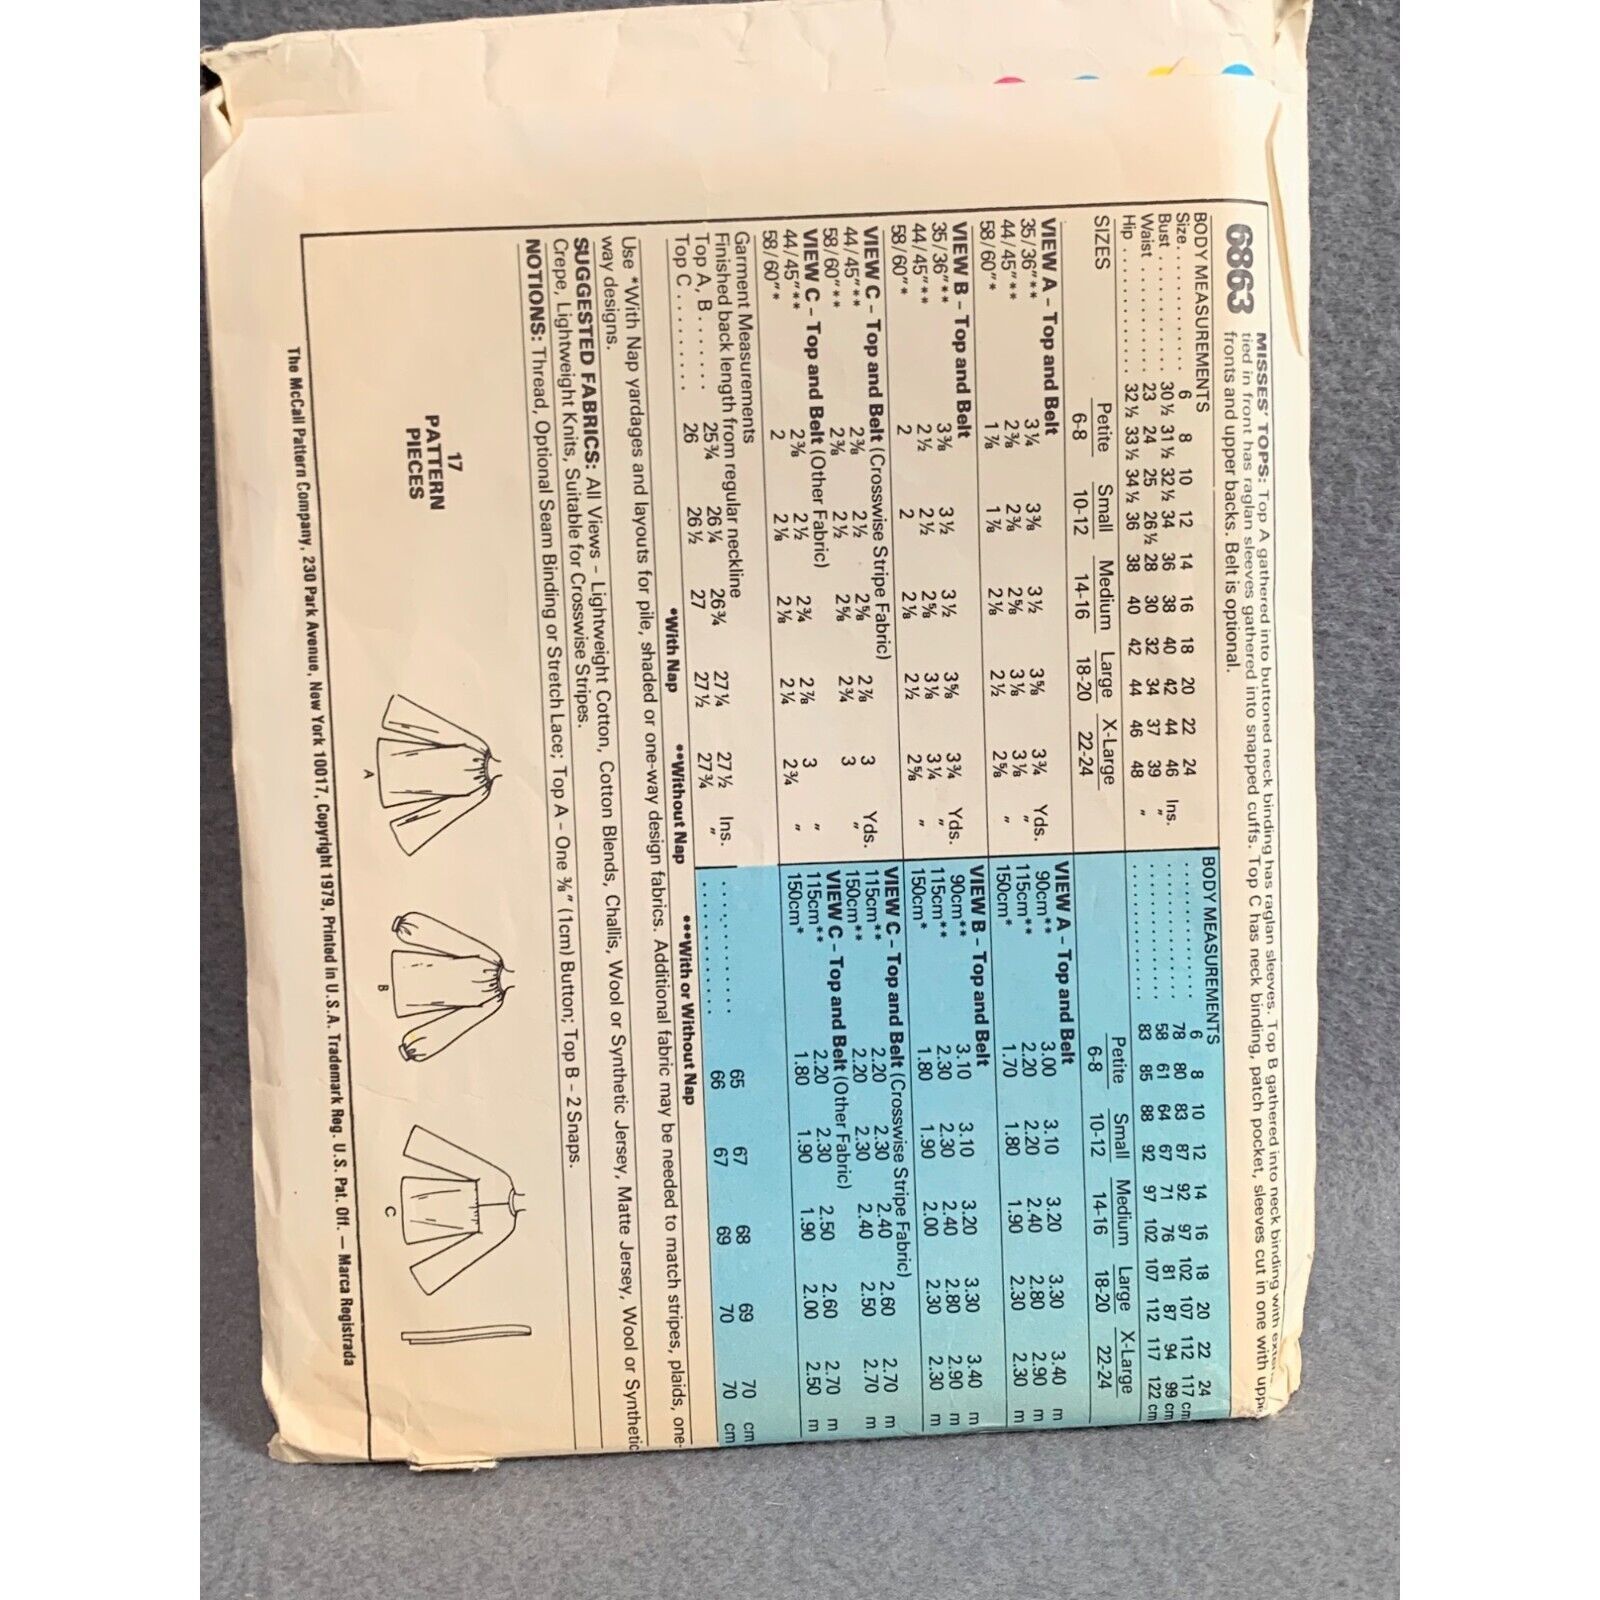 6863 MISSES' TOPS: Top A gathered into buttoned neck binding has raglan sleeves. Top B gathered into neck binding with
tied in front has raglan sleeves gathered into snapped cuffs. Top C has neck binding, patch pocket, sleeves cut in one with
fronts and upper backs. Belt is optional.
BODY MEASUREMENTS
Size. . . . . . . . . . 6 8 10 12 14 16 18 20 22 24
Bust . . . . . . . . . . 30½ 31½ 32½ 34 36 38 40 42 44 46 Ins.
Waist . . . . . . . . . . 23 24 25 26½ 28 30 32 34 37 39 "
Hip . . . . . . . . . . 32½ 33½ 34½ 36 38 40 42 44 46 48 "
SIZES Petite 6-8 Small 10-12 Medium 14-16 Large 18-20 X-Large 22-24
VIEW A – Top and Belt
35/36"** 3¼ 3⅜ 3½ 3⅝ 3¾ Yds.
44/45"** 2⅜ 2⅜ 2⅝ 3⅛ 3⅛ "
58/60"* 1⅞ 1⅞ 2⅛ 2½ 2⅝ "
VIEW B – Top and Belt
35/36"** 3⅜ 3½ 3½ 3⅝ 3¾ Yds.
44/45"** 2½ 2½ 2⅝ 3⅛ 3¼ "
58/60"* 2 2 2⅛ 2½ 2⅝ "
VIEW C – Top and Belt (Crosswise Stripe Fabric)
44/45"** 2⅜ 2½ 2⅝ 2⅞ 3 Yds.
58/60"** 2⅜ 2½ 2⅝ 2¾ 3 "
VIEW C – Top and Belt (Other Fabric)
44/45"** 2⅜ 2½ 2¾ 2⅞ 3 "
58/60"* 2 2⅛ 2⅛ 2¼ 2¾ "
Garment Measurements
Finished back length from regular neckline
Top A, B . . . . . . 25¾ 26¼ 26¾ 27¼ 27½ Ins.
Top C . . . . . . . . 26 26½ 27 27½ 27¾ "
BODY MEASUREMENTS
6 8 10 12 14 16 18 20 22 24
78 80 83 87 92 97 102 107 112 117 cm
58 61 64 67 71 76 81 87 94 99 cm
83 85 88 92 97 102 107 112 117 122 cm
Petite 6-8 Small 10-12 Medium 14-16 Large 18-20 X-Large 22-24
VIEW A – Top and Belt
90cm** 3.00 3.10 3.20 3.30 3.40 m
115cm** 2.20 2.20 2.40 2.80 2.90 m
150cm* 1.70 1.80 1.90 2.30 2.30 m
VIEW B – Top and Belt
90cm** 3.10 3.10 3.20 3.30 3.40 m
115cm** 2.30 2.30 2.40 2.80 2.90 m
150cm* 1.80 1.90 2.00 2.30 2.30 m
VIEW C – Top and Belt (Crosswise Stripe Fabric)
115cm** 2.20 2.30 2.40 2.60 2.70 m
150cm** 2.20 2.30 2.40 2.50 2.70 m
VIEW C – Top and Belt (Other Fabric)
115cm** 2.20 2.30 2.50 2.60 2.70 m
150cm* 1.80 1.90 1.90 2.00 2.50 m
65 67 68 69 70 cm
66 67 69 70 70 cm
*With Nap **Without Nap ***With or Without Nap
Use *With Nap yardages and layouts for pile, shaded or one-way design fabrics. Additional fabric may be needed to match stripes, plaids, one-
way designs.
SUGGESTED FABRICS: All Views – Lightweight Cotton, Cotton Blends, Challis, Wool or Synthetic Jersey, Matte Jersey, Wool or Synthetic
Crepe, Lightweight Knits, Suitable for Crosswise Stripes.
NOTIONS: Thread, Optional Seam Binding or Stretch Lace; Top A – One ⅜" (1cm) Button; Top B – 2 Snaps.
17
PATTERN
PIECES
A
B
C
The McCall Pattern Company, 230 Park Avenue, New York 10017, Copyright 1979, Printed in U.S.A. Trademark Reg. U.S. Pat. Off. — Marca Registrada